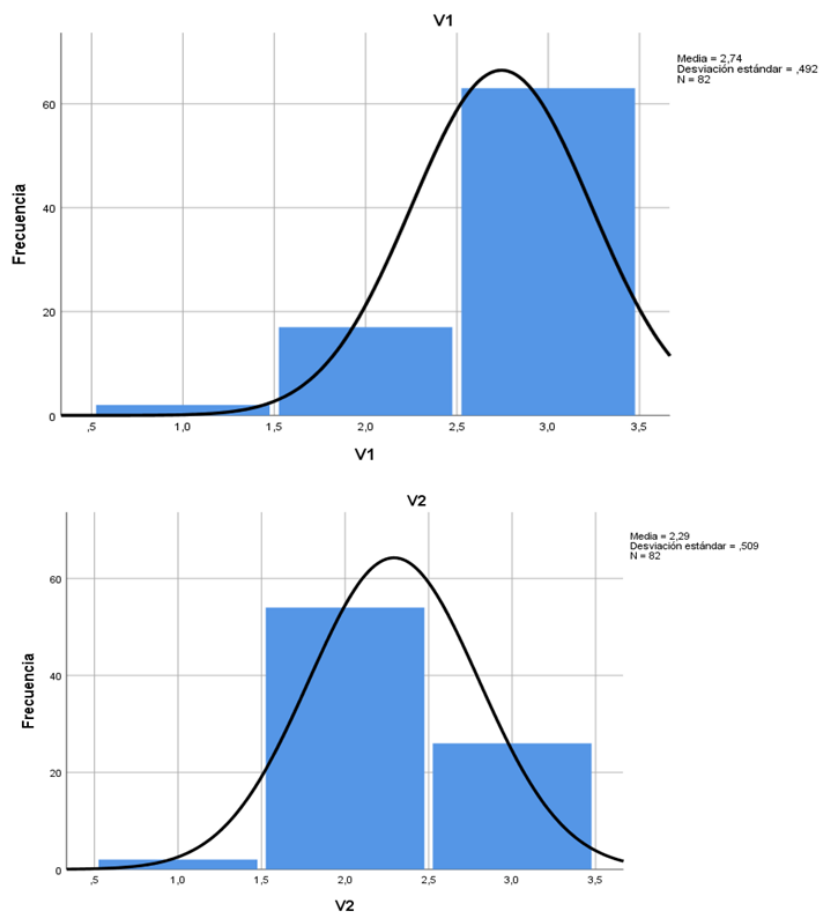 V1
Media = 2,74
Desviación estándar = ,492
N = 82
Frecuencia
60
40
20
0
,5 1,0 1,5 2,0 2,5 3,0 3,5
V1
V2
Media = 2,29
Desviación estándar = ,509
N = 82
Frecuencia
60
40
20
0
,5 1,0 1,5 2,0 2,5 3,0 3,5
V2